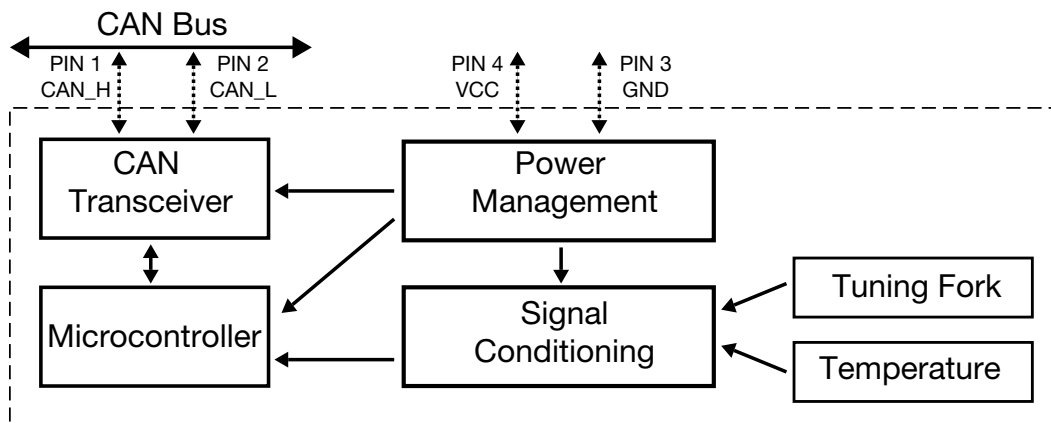 CAN Bus
PIN 1
CAN_H
PIN 2
CAN_L
PIN 4
VCC
PIN 3
GND
CAN
Transceiver
Power
Management
Microcontroller
Signal
Conditioning
Tuning Fork
Temperature